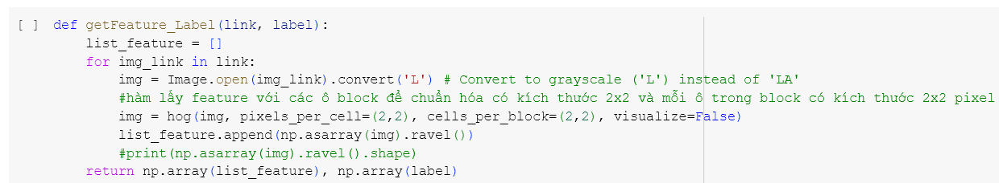 [ ] def getFeature_Label(link, label):
list_feature = []
for img_link in link:
img = Image.open(img_link).convert('L') # Convert to grayscale ('L') instead of 'LA'
#hàm lấy feature với các ô block để chuẩn hóa có kích thước 2x2 và mỗi ô trong block có kích thước 2x2 pixel
img = hog(img, pixels_per_cell=(2,2), cells_per_block=(2,2), visualize=False)
list_feature.append(np.asarray(img).ravel())
#print(np.asarray(img).ravel().shape)
return np.array(list_feature), np.array(label)